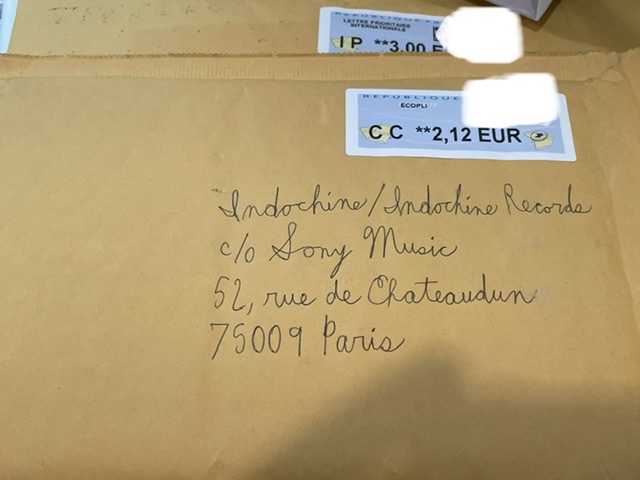 LETTRE PRIORITAIRE
INTERNATIONALE
IP **3,00
REPUBLIQUE
ECOPLI
CC **2,12 EUR
Indochine/Indochine Records
c/o Sony Music
52, rue de Chateaudun
75009 Paris